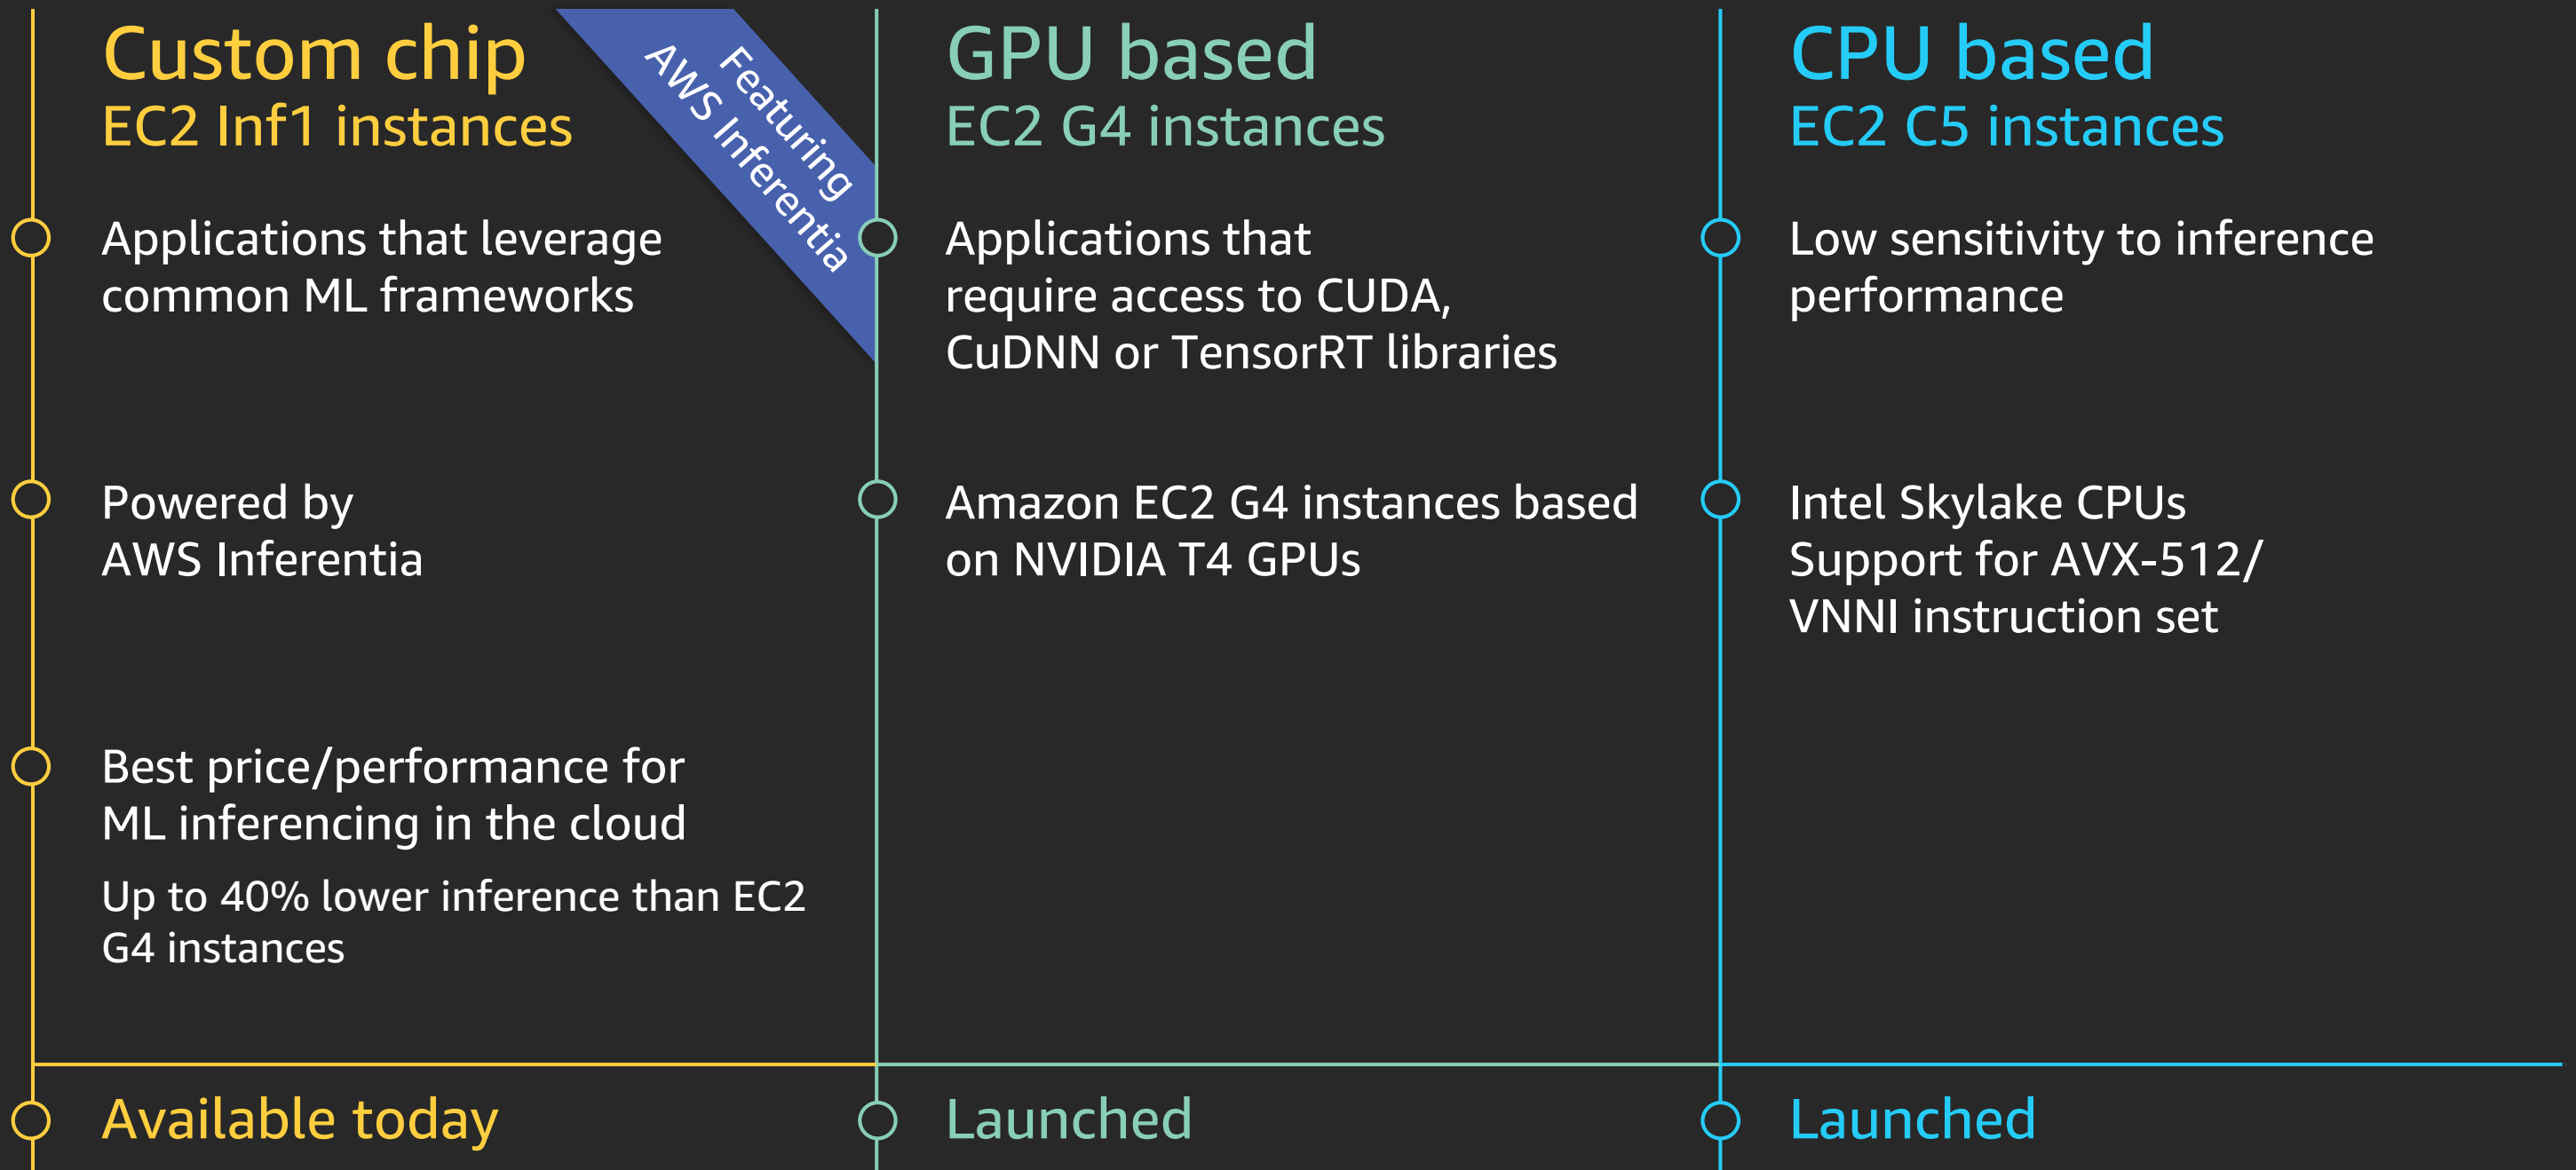 Custom chip
EC2 Inf1 instances
Featuring
AWS Inferentia
Applications that leverage
common ML frameworks
Powered by
AWS Inferentia
Best price/performance for
ML inferencing in the cloud
Up to 40% lower inference than EC2
G4 instances
Available today
GPU based
EC2 G4 instances
Applications that
require access to CUDA,
CuDNN or TensorRT libraries
Amazon EC2 G4 instances based
on NVIDIA T4 GPUs
Launched
CPU based
EC2 C5 instances
Low sensitivity to inference
performance
Intel Skylake CPUs
Support for AVX-512/
VNNI instruction set
Launched